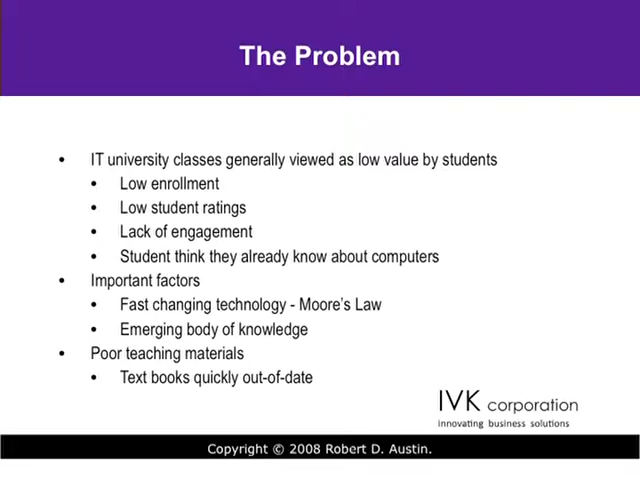 The Problem
• IT university classes generally viewed as low value by students
• Low enrollment
• Low student ratings
• Lack of engagement
• Student think they already know about computers
• Important factors
• Fast changing technology - Moore's Law
• Emerging body of knowledge
• Poor teaching materials
• Text books quickly out-of-date
IVK corporation
innovating business solutions
Copyright © 2008 Robert D. Austin.